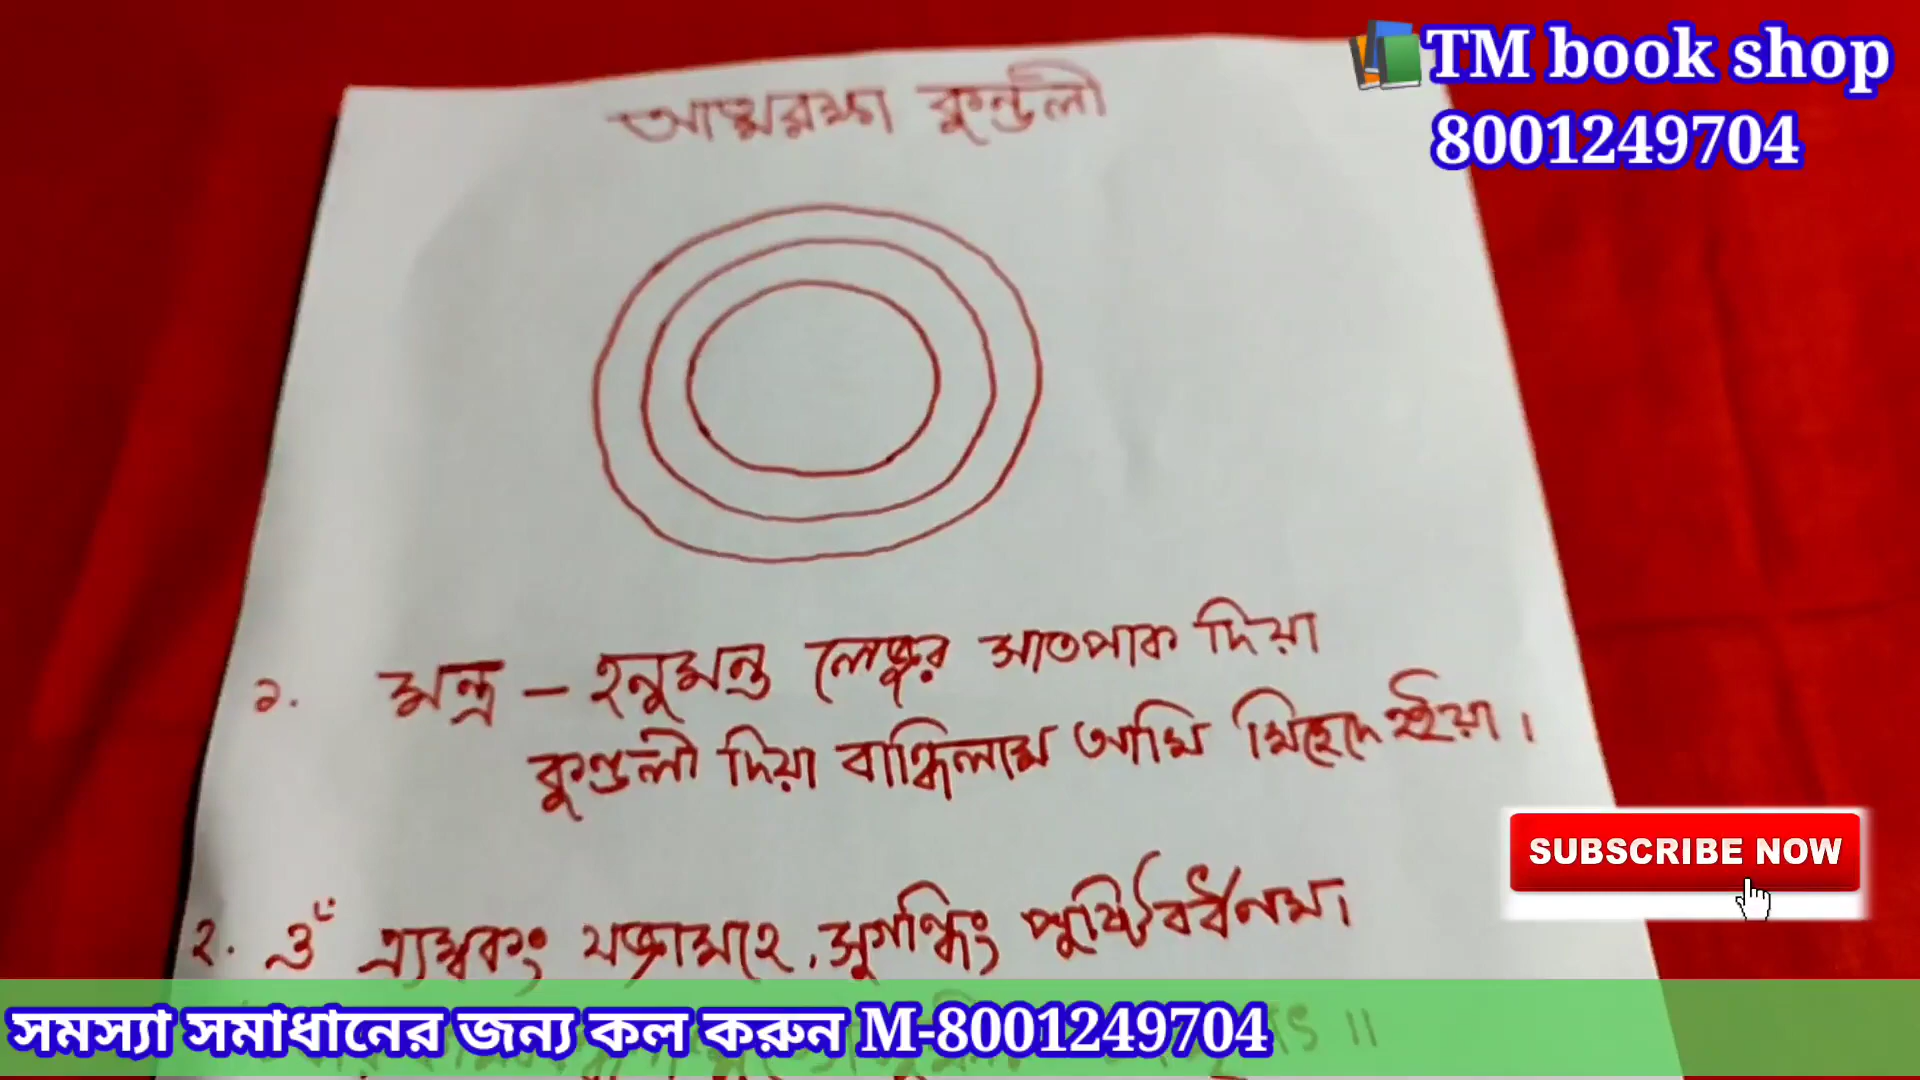 TM book shop
8001249704
আত্মরক্ষা কুন্ডলী
১. মন্ত্র – হনুমন্ত লেঙ্গুর সাতপাক দিয়া
কুণ্ডলী দিয়া বান্ধিলাম আমি হইয়া।
SUBSCRIBE NOW
২. ওঁ ত্র্যম্বকং যজামহে, সুগন্ধিং পুষ্টিবর্ধনম।
সমস্যা সমাধানের জন্য কল করুন M-8001249704